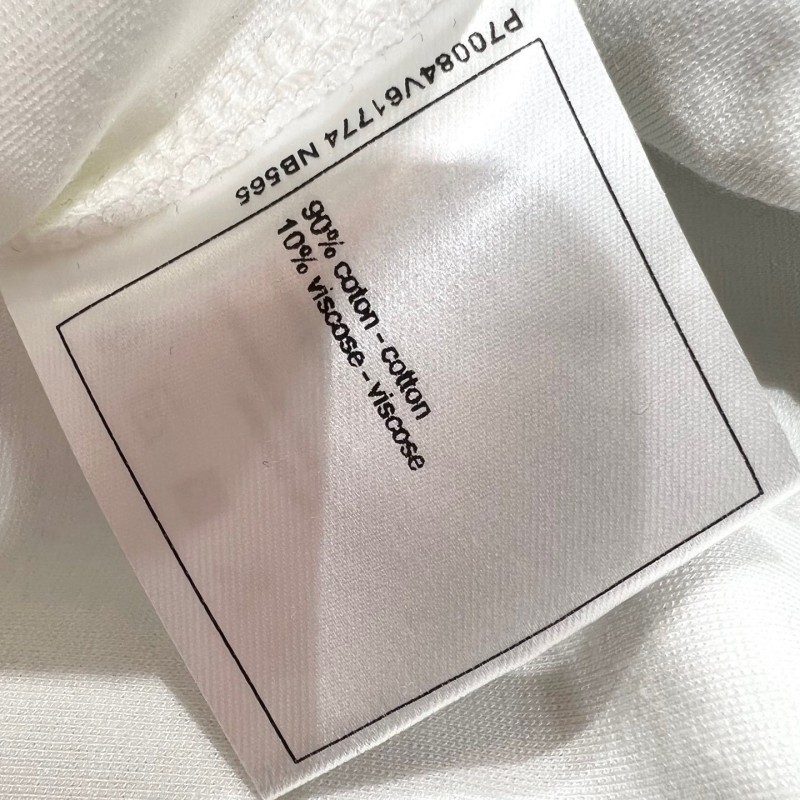 P70084V61774 NB565
90% coton - cotton
10% viscose - viscose